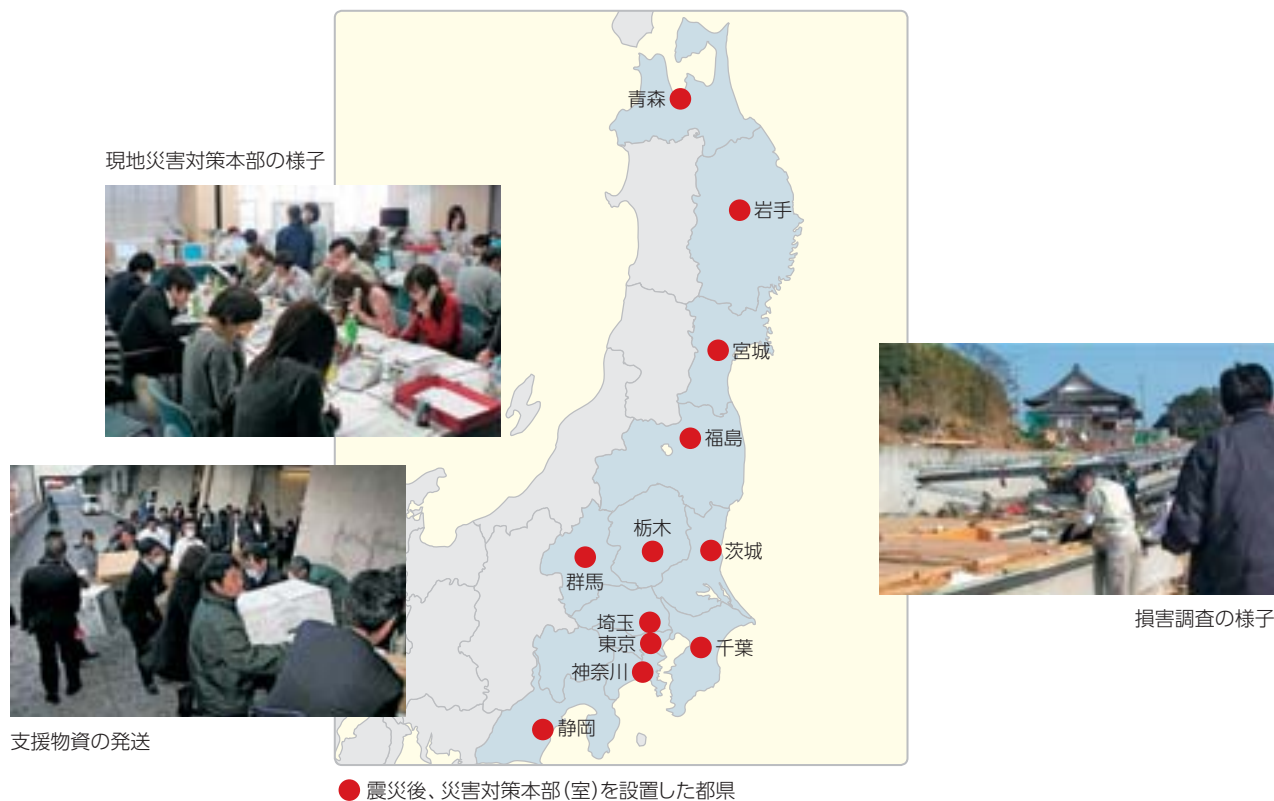 青森
現地災害対策本部の様子
岩手
宮城
福島
栃木
茨城
群馬
埼玉
損害調査の様子
東京
千葉
神奈川
静岡
支援物資の発送
震災後、災害対策本部(室)を設置した都県